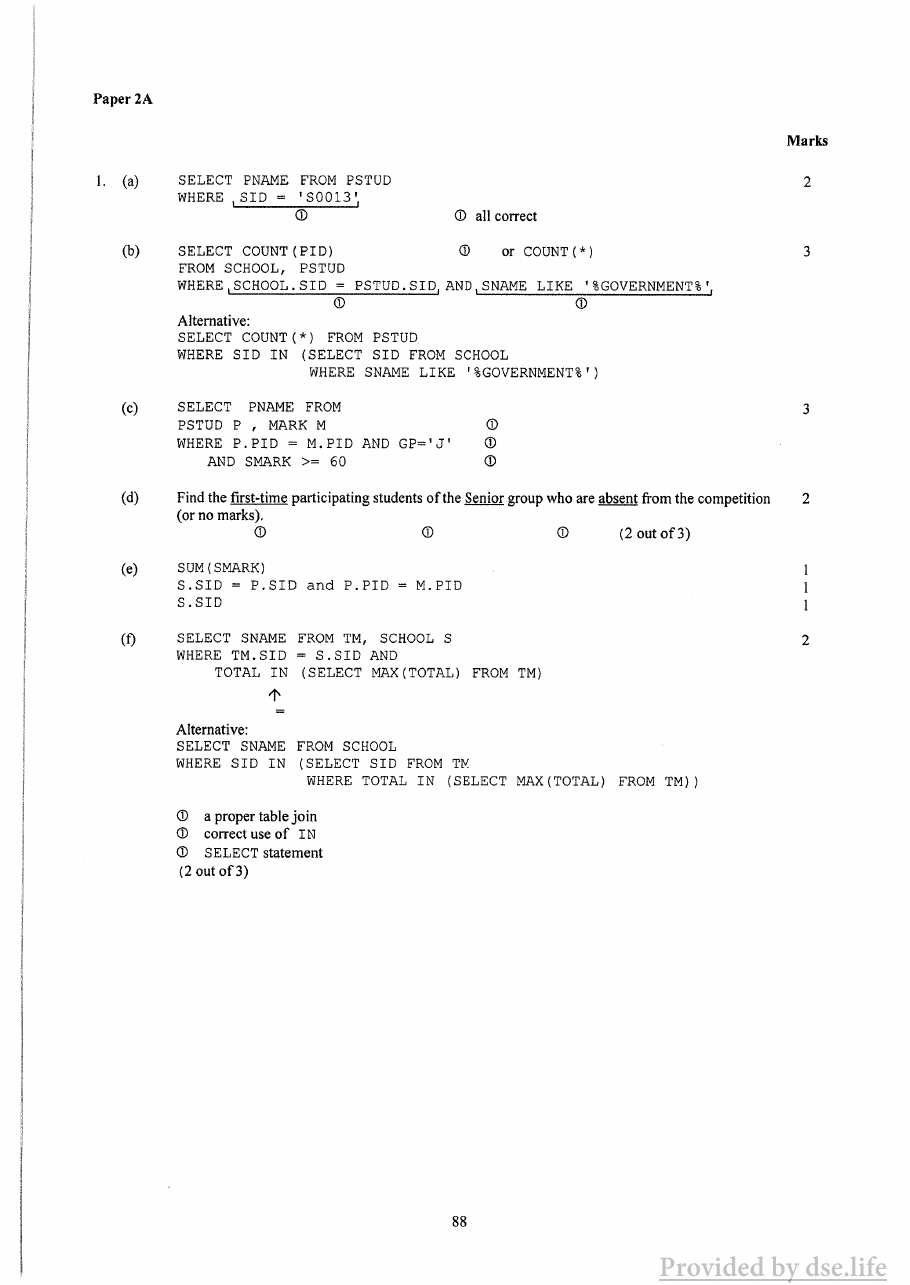 Paper 2A
Marks
1. (a) SELECT PNAME FROM PSTUD 2
WHERE SID = 'S0013'
① ① all correct
(b) SELECT COUNT(PID) ① or COUNT(*) 3
FROM SCHOOL, PSTUD
WHERE SCHOOL.SID = PSTUD.SID AND SNAME LIKE '%GOVERNMENT%'
① ①
Alternative:
SELECT COUNT(*) FROM PSTUD
WHERE SID IN (SELECT SID FROM SCHOOL
WHERE SNAME LIKE '%GOVERNMENT%')
(c) SELECT PNAME FROM 3
PSTUD P , MARK M ①
WHERE P.PID = M.PID AND GP='J' ①
AND SMARK >= 60 ①
(d) Find the first-time participating students of the Senior group who are absent from the competition 2
(or no marks).
① ① ① (2 out of 3)
(e) SUM(SMARK) 1
S.SID = P.SID and P.PID = M.PID 1
S.SID 1
(f) SELECT SNAME FROM TM, SCHOOL S 2
WHERE TM.SID = S.SID AND
TOTAL IN (SELECT MAX(TOTAL) FROM TM)
↑
=
Alternative:
SELECT SNAME FROM SCHOOL
WHERE SID IN (SELECT SID FROM TM
WHERE TOTAL IN (SELECT MAX(TOTAL) FROM TM))
① a proper table join
① correct use of IN
① SELECT statement
(2 out of 3)
88
Provided by dse.life